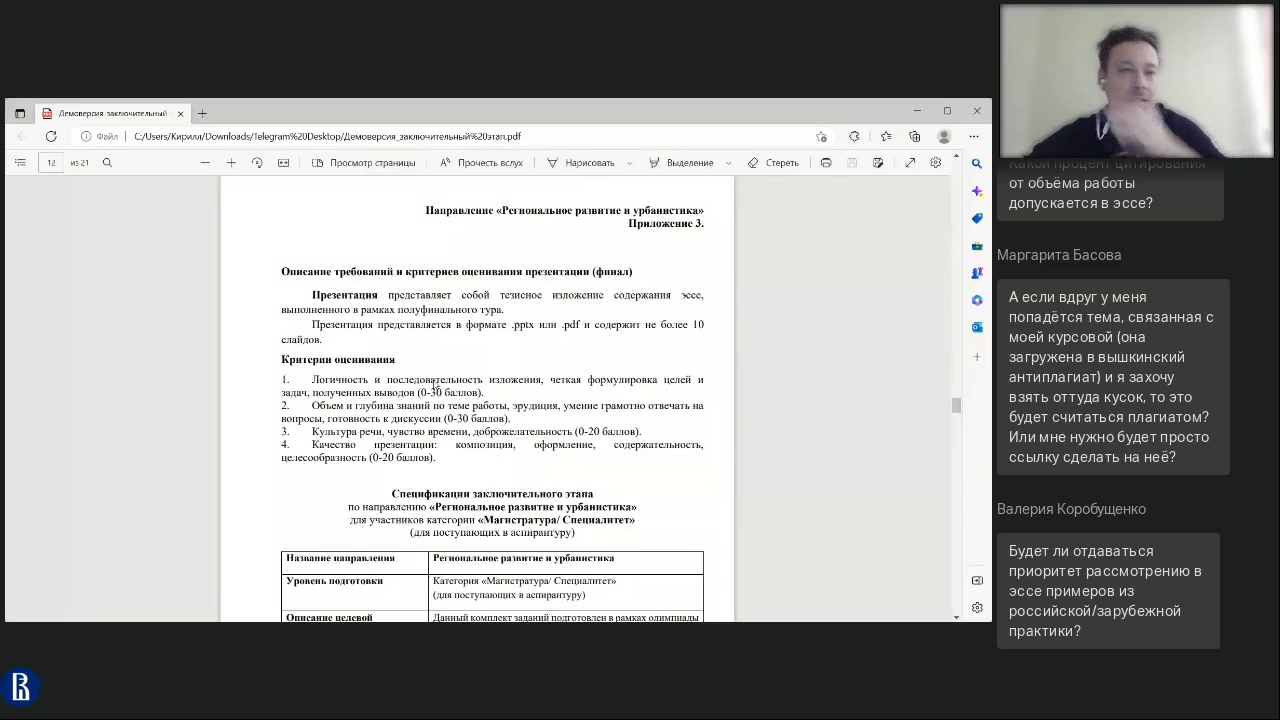 Демоверсия_заключительный
Файл
C:/Users/Кирилл/Downloads/Telegram%20Desktop/Демоверсия_заключительный%20этап.pdf
12 из 21
Просмотр страницы
Прочесть вслух
Нарисовать
Выделение
Стереть
Направление «Региональное развитие и урбанистика»
Приложение 3.
Описание требований и критериев оценивания презентации (финал)
Презентация представляет собой тезисное изложение содержания эссе,
выполненного в рамках полуфинального тура.
Презентация представляется в формате .pptx или .pdf и содержит не более 10
слайдов.
Критерии оценивания
1. Логичность и последовательность изложения, четкая формулировка целей и
задач, полученных выводов (0-30 баллов).
2. Объем и глубина знаний по теме работы, эрудиция, умение грамотно отвечать на
вопросы, готовность к дискуссии (0-30 баллов).
3. Культура речи, чувство времени, доброжелательность (0-20 баллов).
4. Качество презентации: композиция, оформление, содержательность,
целесообразность (0-20 баллов).
Спецификации заключительного этапа
по направлению «Региональное развитие и урбанистика»
для участников категории «Магистратура/ Специалитет»
(для поступающих в аспирантуру)
Название направления
Региональное развитие и урбанистика
Уровень подготовки
Категория «Магистратура/ Специалитет»
(для поступающих в аспирантуру)
Описание целевой
Данный комплект заданий подготовлен в рамках олимпиады
Какой процент цитирования
от объёма работы
допускается в эссе?
Маргарита Басова
А если вдруг у меня
попадётся тема, связанная с
моей курсовой (она
загружена в вышкинский
антиплагиат) и я захочу
взять оттуда кусок, то это
будет считаться плагиатом?
Или мне нужно будет просто
ссылку сделать на неё?
Валерия Коробущенко
Будет ли отдаваться
приоритет рассмотрению в
эссе примеров из
российской/зарубежной
практики?